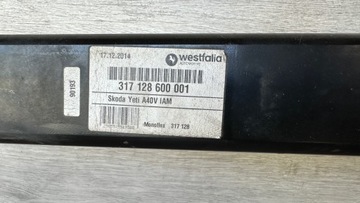 17.12.2014
westfalia
317 128 600 001
Skoda Yeti A40V IAM
Monoflex 317 128
90193